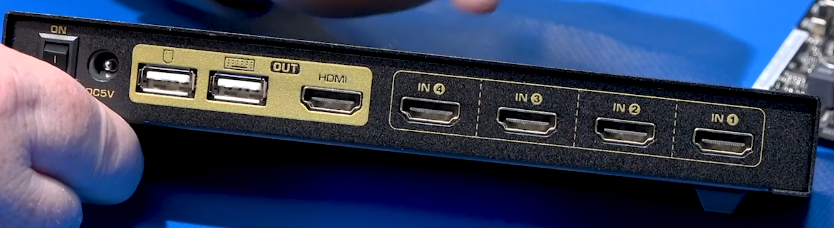 ON
DC5V
OUT
HDMI
IN 4
IN 3
IN 2
IN 1